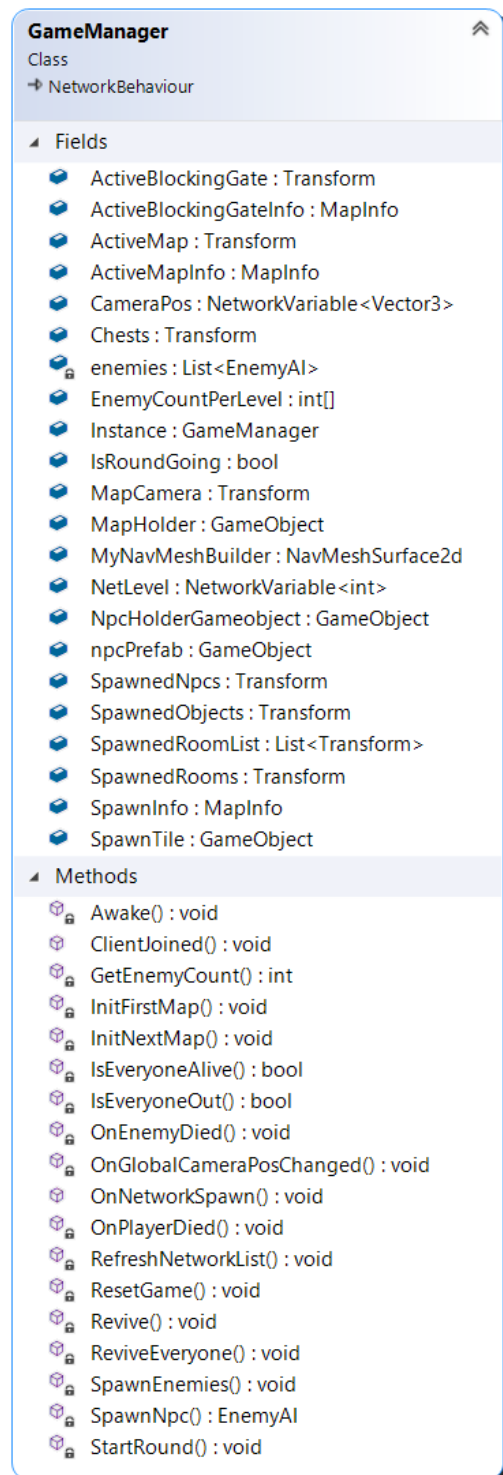 GameManager
Class
NetworkBehaviour
Fields
ActiveBlockingGate : Transform
ActiveBlockingGateInfo : MapInfo
ActiveMap : Transform
ActiveMapInfo : MapInfo
CameraPos : NetworkVariable<Vector3>
Chests : Transform
enemies : List<EnemyAI>
EnemyCountPerLevel : int[]
Instance : GameManager
IsRoundGoing : bool
MapCamera : Transform
MapHolder : GameObject
MyNavMeshBuilder : NavMeshSurface2d
NetLevel : NetworkVariable<int>
NpcHolderGameobject : GameObject
npcPrefab : GameObject
SpawnedNpcs : Transform
SpawnedObjects : Transform
SpawnedRoomList : List<Transform>
SpawnedRooms : Transform
SpawnInfo : MapInfo
SpawnTile : GameObject
Methods
Awake() : void
ClientJoined() : void
GetEnemyCount() : int
InitFirstMap() : void
InitNextMap() : void
IsEveryoneAlive() : bool
IsEveryoneOut() : bool
OnEnemyDied() : void
OnGlobalCameraPosChanged() : void
OnNetworkSpawn() : void
OnPlayerDied() : void
RefreshNetworkList() : void
ResetGame() : void
Revive() : void
ReviveEveryone() : void
SpawnEnemies() : void
SpawnNpc() : EnemyAI
StartRound() : void